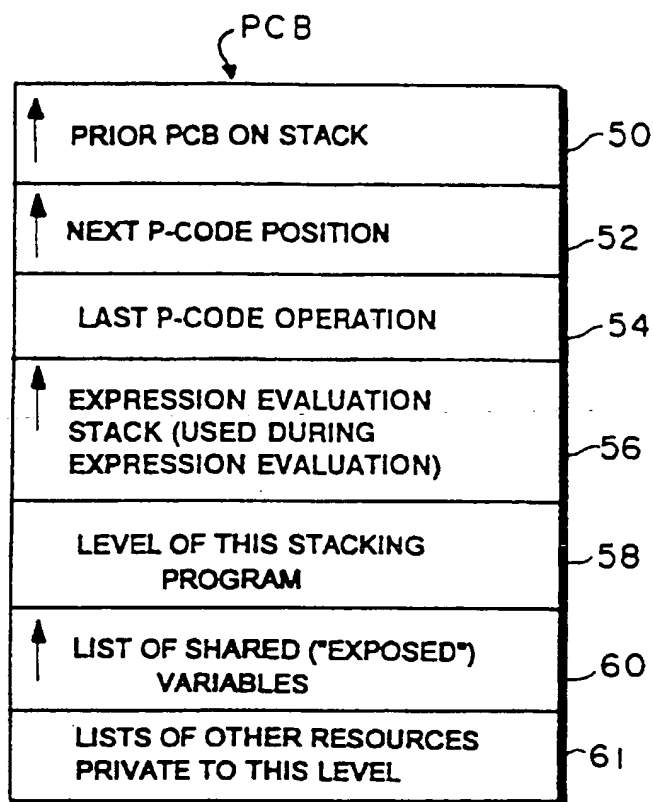 PCB
PRIOR PCB ON STACK
50
NEXT P-CODE POSITION
52
LAST P-CODE OPERATION
54
EXPRESSION EVALUATION
STACK (USED DURING
EXPRESSION EVALUATION)
56
LEVEL OF THIS STACKING
PROGRAM
58
LIST OF SHARED ("EXPOSED")
VARIABLES
60
LISTS OF OTHER RESOURCES
PRIVATE TO THIS LEVEL
61